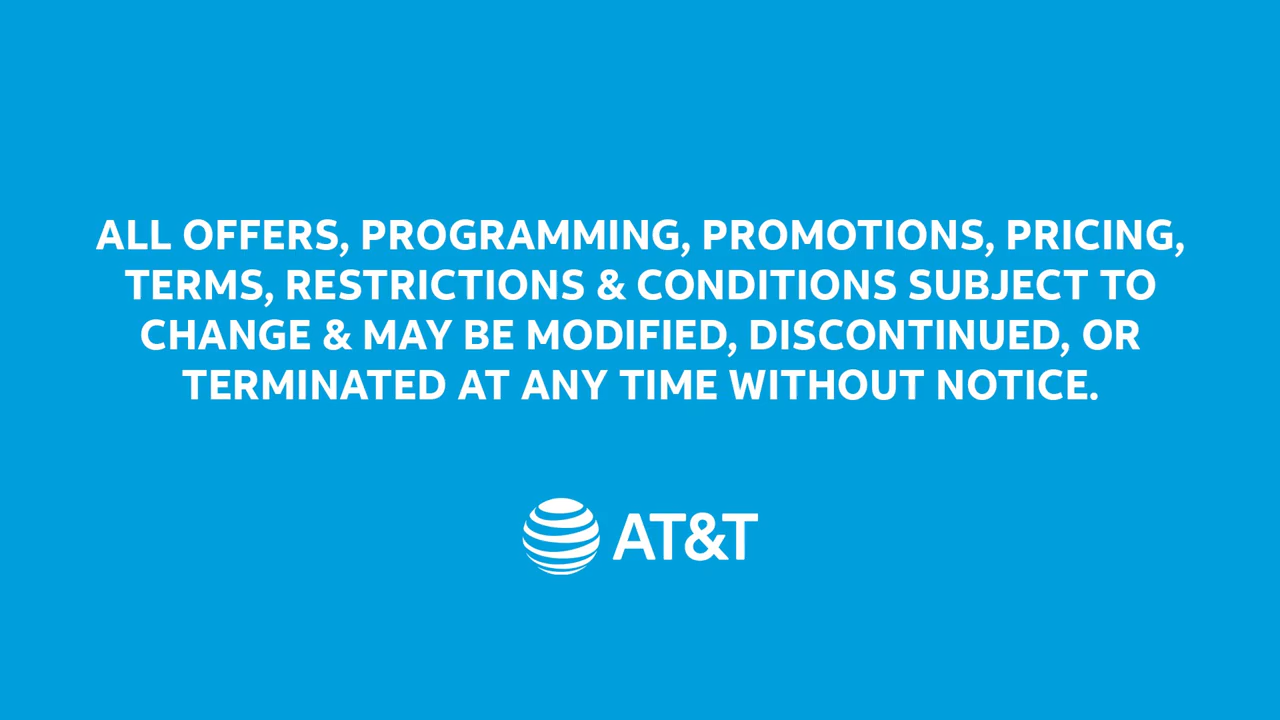 ALL OFFERS, PROGRAMMING, PROMOTIONS, PRICING,
TERMS, RESTRICTIONS & CONDITIONS SUBJECT TO
CHANGE & MAY BE MODIFIED, DISCONTINUED, OR
TERMINATED AT ANY TIME WITHOUT NOTICE.
AT&T